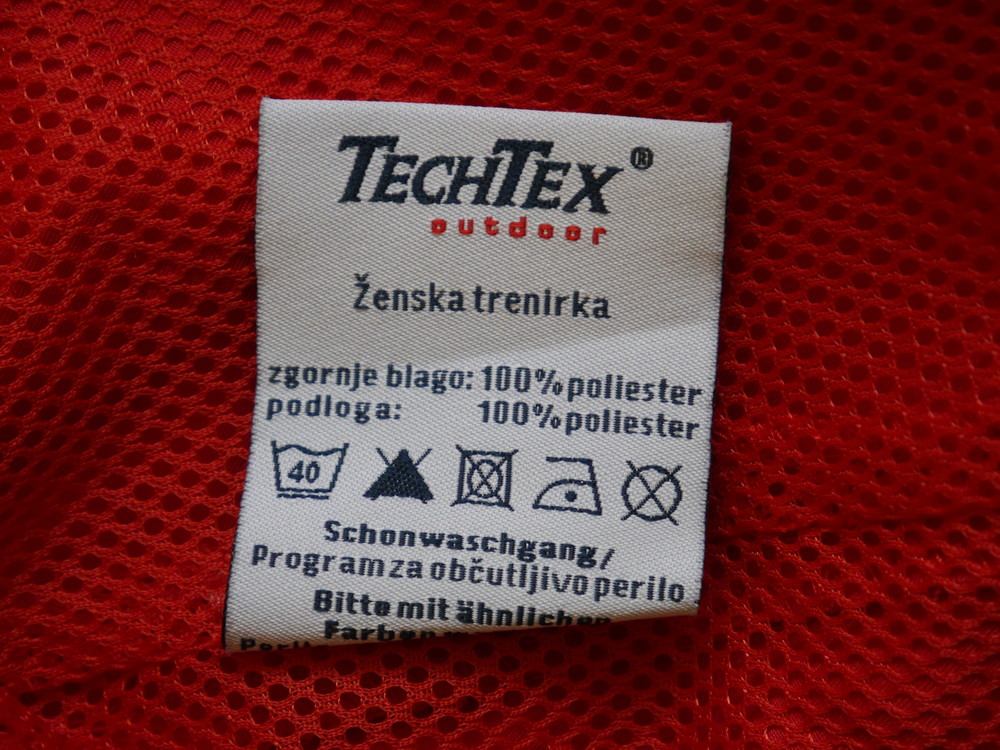 TECHTEX®
outdoor
Ženska trenirka
zgornje blago: 100% poliester
podloga: 100% poliester
40
Schonwaschgang/
Program za občutljivo perilo
Bitte mit ähnlichen
Farben